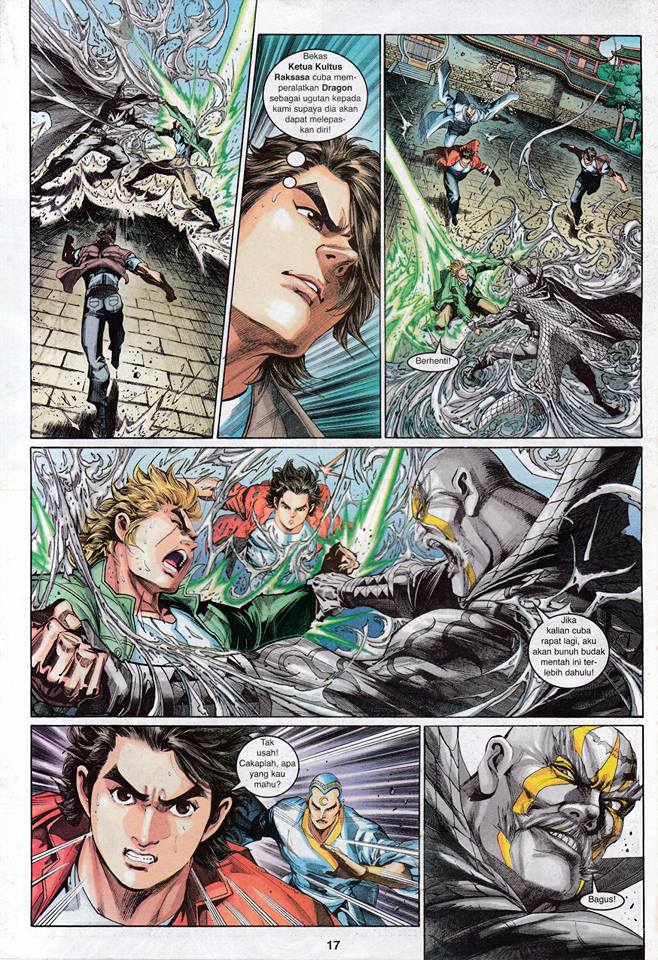 Bekas
Ketua Kultus
Raksasa cuba mem-
peralatkan Dragon
sebagai ugutan kepada
kami supaya dia akan
dapat melepas-
kan diri!
Berhenti!
Jika
kalian cuba
rapat lagi, aku
akan bunuh budak
mentah ini ter-
lebih dahulu!
Tak
usah!
Cakaplah, apa
yang kau
mahu?
Bagus!
17